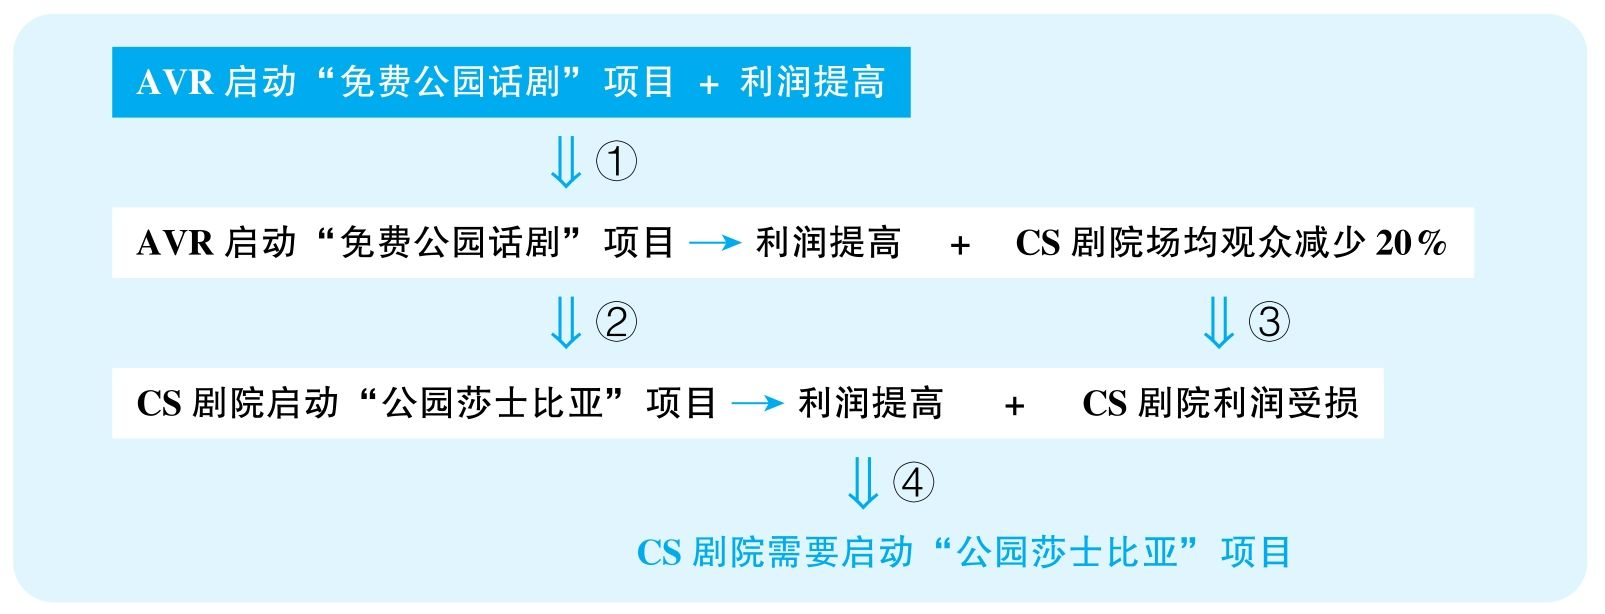 AVR 启动“免费公园话剧”项目 + 利润提高
①
AVR 启动“免费公园话剧”项目 → 利润提高 + CS 剧院场均观众减少 20%
② ③
CS 剧院启动“公园莎士比亚”项目 → 利润提高 + CS 剧院利润受损
④
CS 剧院需要启动“公园莎士比亚”项目